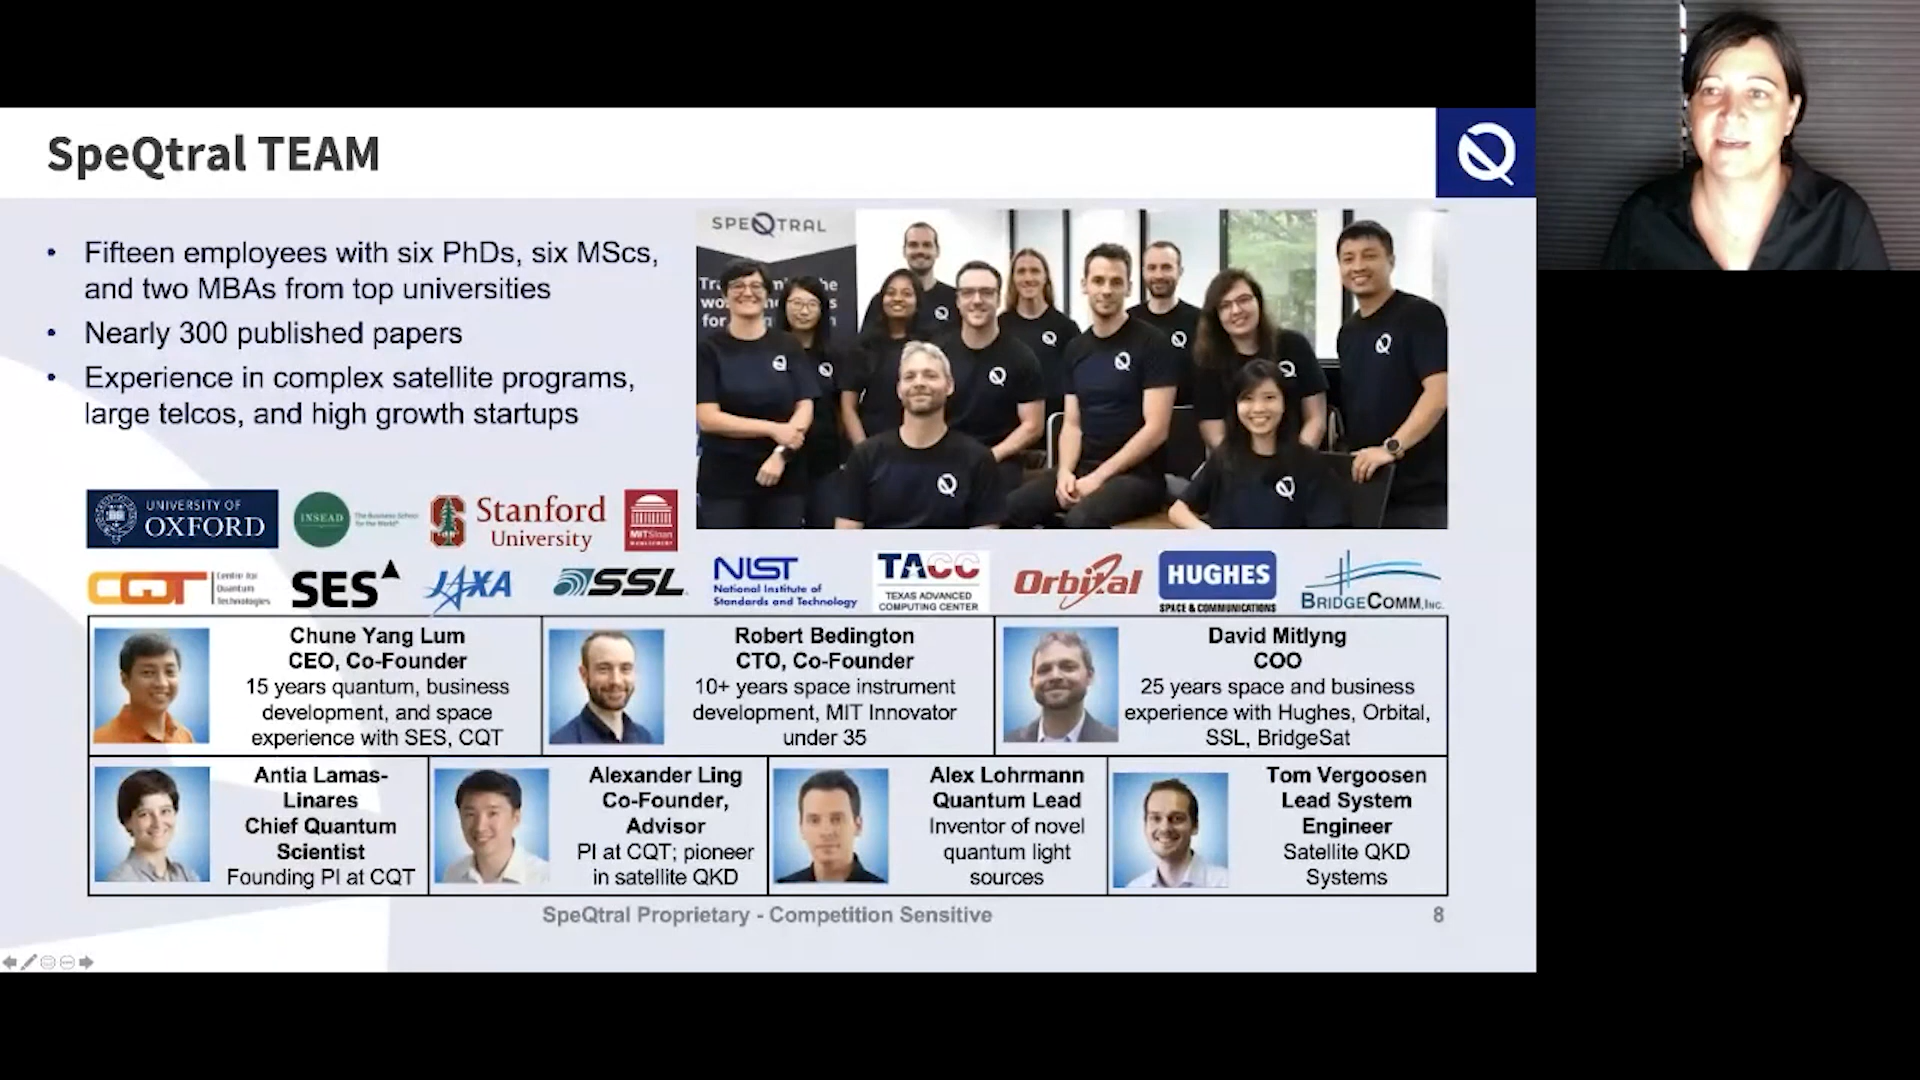 SpeQtral TEAM
• Fifteen employees with six PhDs, six MScs,
and two MBAs from top universities
• Nearly 300 published papers
• Experience in complex satellite programs,
large telcos, and high growth startups
SPEQTRAL
UNIVERSITY OF
OXFORD
INSEAD
The Business School
for the World
Stanford
University
MITSloan
MANAGEMENT
CQT
Centre for
Quantum
Technologies
SES
JAXA
SSL
NIST
National Institute of
Standards and Technology
TACC
TEXAS ADVANCED
COMPUTING CENTER
Orbital
HUGHES
SPACE & COMMUNICATIONS
BRIDGECOMM, INC.
Chune Yang Lum
CEO, Co-Founder
15 years quantum, business
development, and space
experience with SES, CQT
Robert Bedington
CTO, Co-Founder
10+ years space instrument
development, MIT Innovator
under 35
David Mitlyng
COO
25 years space and business
experience with Hughes, Orbital,
SSL, BridgeSat
Antia Lamas-
Linares
Chief Quantum
Scientist
Founding PI at CQT
Alexander Ling
Co-Founder,
Advisor
PI at CQT; pioneer
in satellite QKD
Alex Lohrmann
Quantum Lead
Inventor of novel
quantum light
sources
Tom Vergoosen
Lead System
Engineer
Satellite QKD
Systems
SpeQtral Proprietary - Competition Sensitive
8